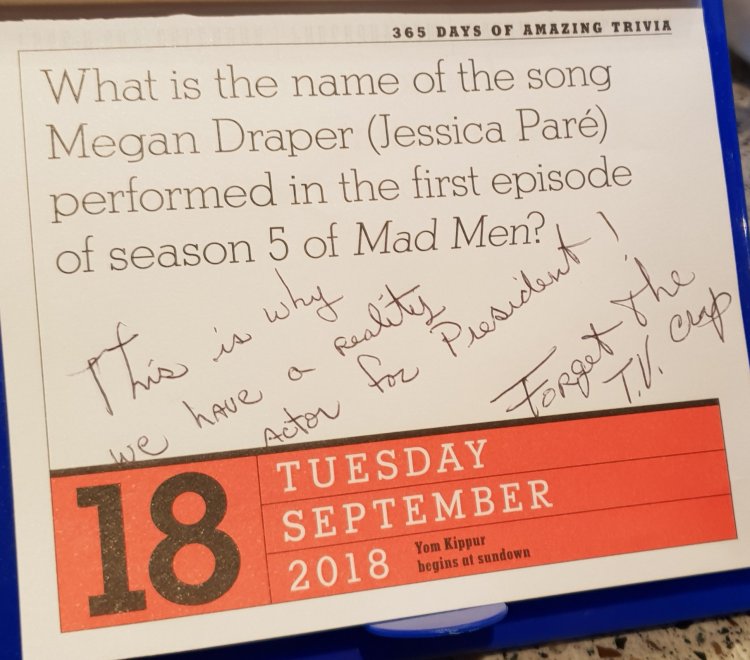 365 DAYS OF AMAZING TRIVIA
What is the name of the song
Megan Draper (Jessica Paré)
performed in the first episode
of season 5 of Mad Men?
This is why
we have a reality
actor for President!
Forget the
T.V. crap
18
TUESDAY
SEPTEMBER
2018
Yom Kippur
begins at sundown